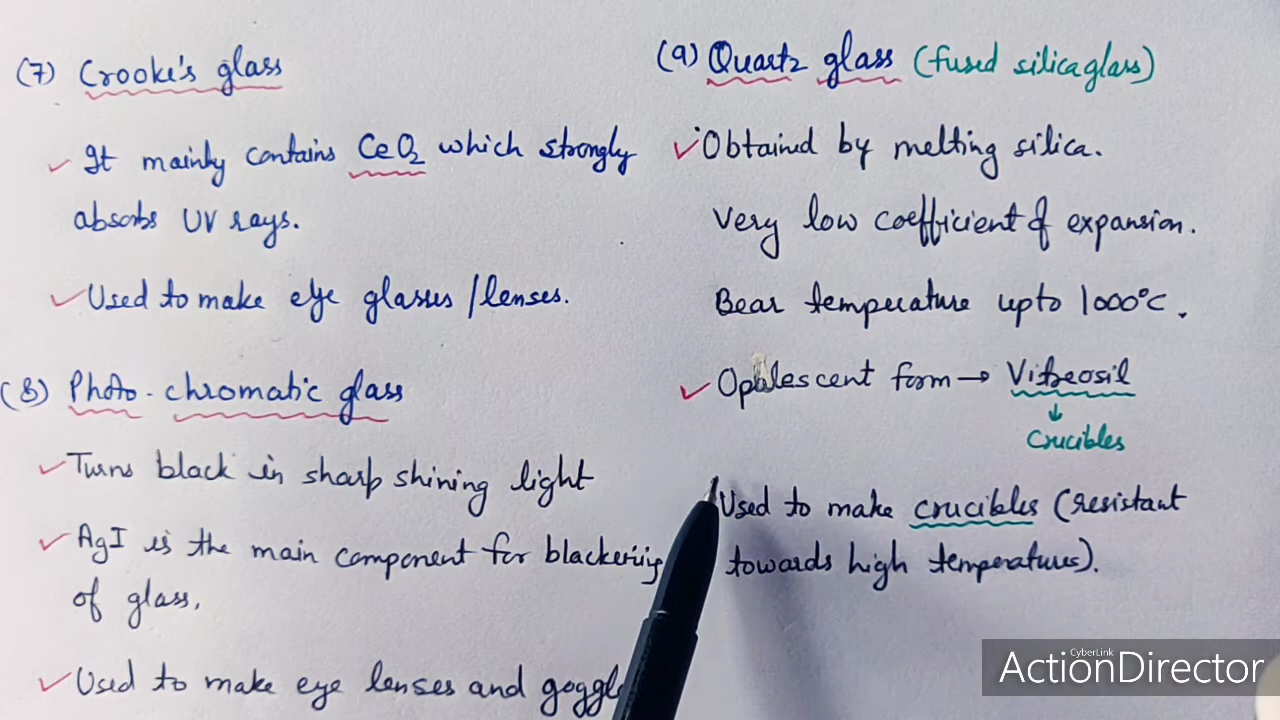 (7) Crooke's glass
It mainly contains CeO2 which strongly
absorbs UV rays.
Used to make eye glasses/lenses.
(8) Photo-chromatic glass
Turns black in sharp shining light
AgI is the main component for blackening
of glass.
Used to make eye lenses and goggle
(9) Quartz glass (fused silica glass)
Obtained by melting silica.
Very low coefficient of expansion.
Bear temperature upto 1000°C.
Opalescent form → Vitreosil
↓
Crucibles
Used to make crucibles (resistant
towards high temperatures).
CyberLink
ActionDirector